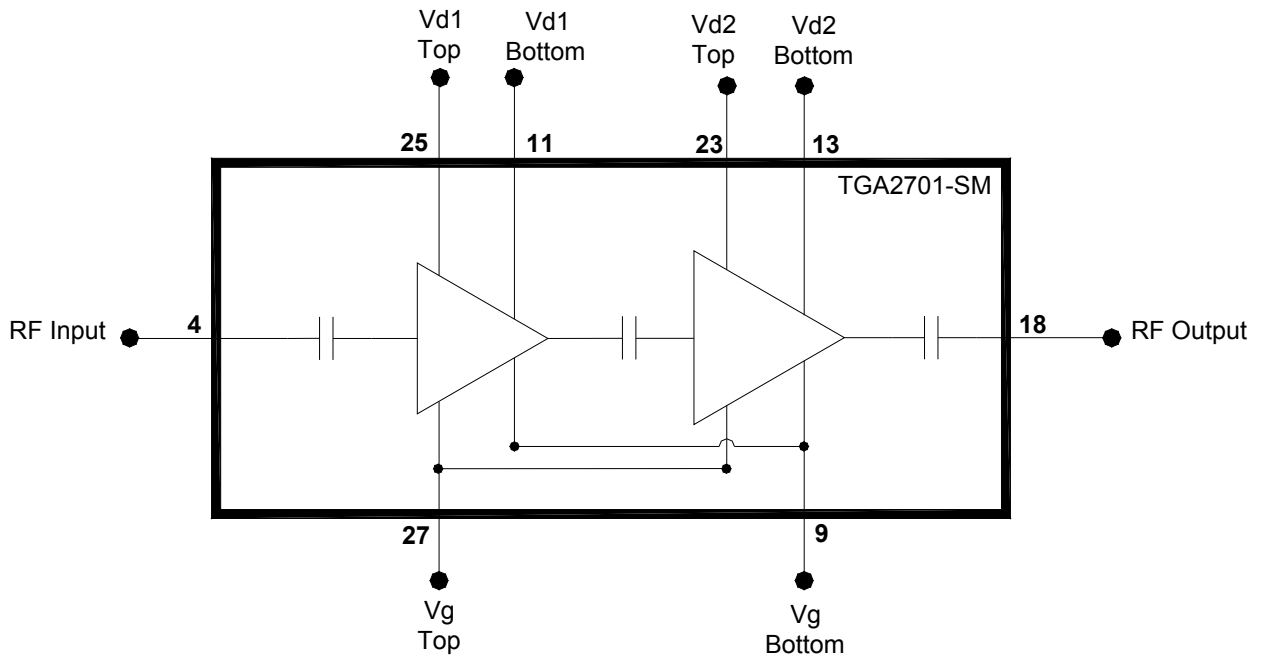 Vd1
Top
Vd1
Bottom
Vd2
Top
Vd2
Bottom
25
11
23
13
TGA2701-SM
RF Input
4
18
RF Output
27
9
Vg
Top
Vg
Bottom